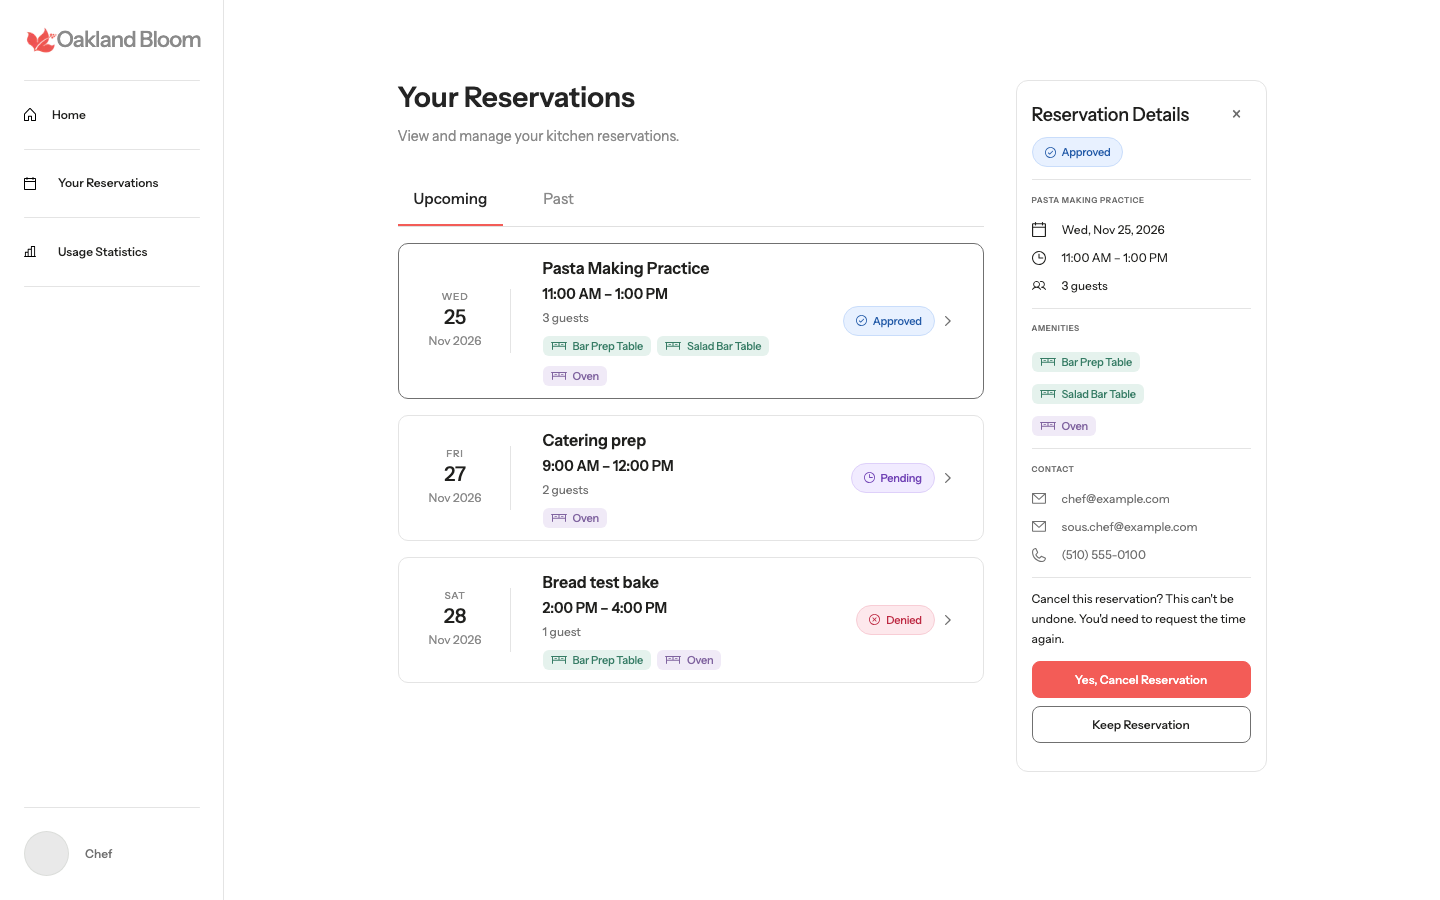 Oakland Bloom
Home
Your Reservations
Usage Statistics
Chef
Your Reservations
View and manage your kitchen reservations.
Upcoming
Past
WED
25
Nov 2026
Pasta Making Practice
11:00 AM – 1:00 PM
3 guests
Bar Prep Table
Salad Bar Table
Oven
Approved
FRI
27
Nov 2026
Catering prep
9:00 AM – 12:00 PM
2 guests
Oven
Pending
SAT
28
Nov 2026
Bread test bake
2:00 PM – 4:00 PM
1 guest
Bar Prep Table
Oven
Denied
Reservation Details
Approved
PASTA MAKING PRACTICE
Wed, Nov 25, 2026
11:00 AM – 1:00 PM
3 guests
AMENITIES
Bar Prep Table
Salad Bar Table
Oven
CONTACT
chef@example.com
sous.chef@example.com
(510) 555-0100
Cancel this reservation? This can't be
undone. You'd need to request the time
again.
Yes, Cancel Reservation
Keep Reservation